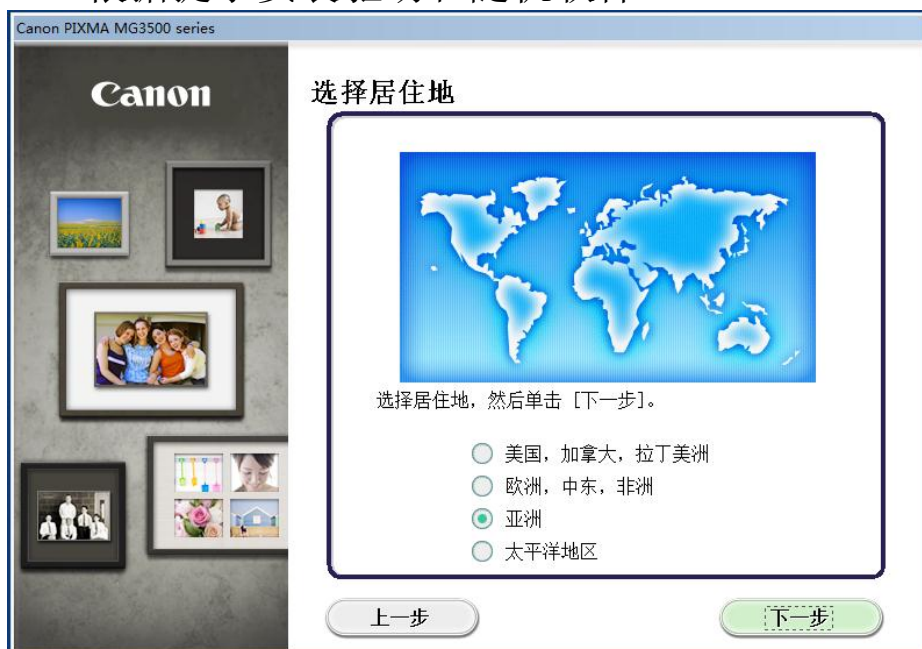 Canon PIXMA MG3500 series
Canon
选择居住地
选择居住地，然后单击 [下一步]。
美国，加拿大，拉丁美洲
欧洲，中东，非洲
亚洲
太平洋地区
上一步
下一步